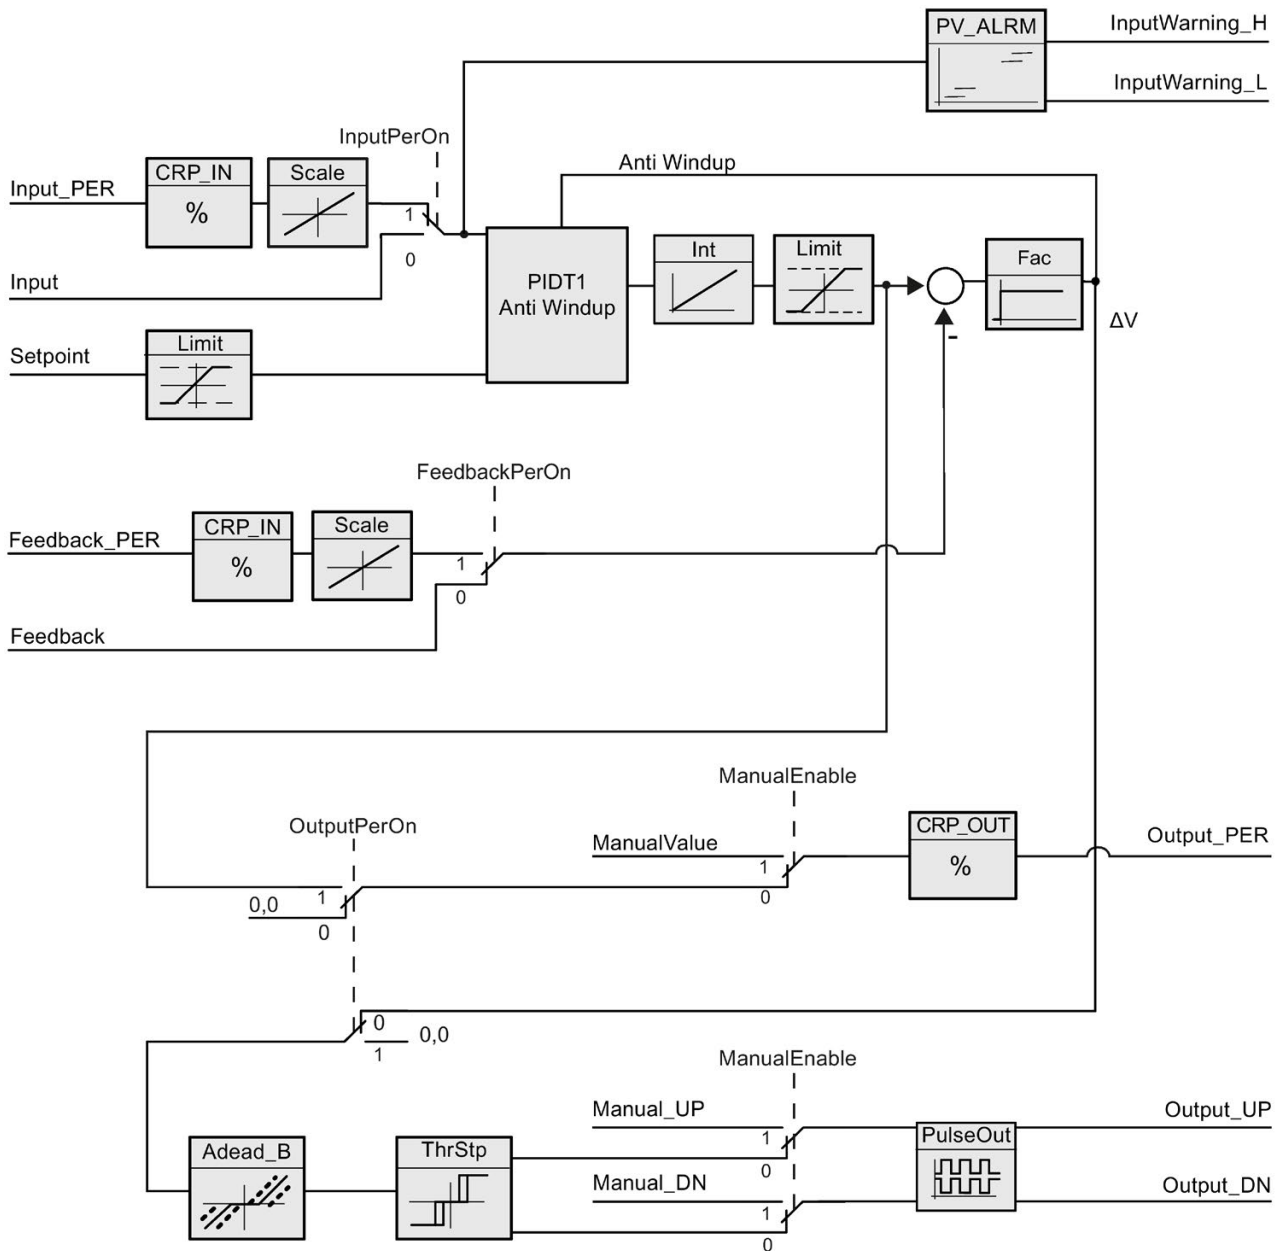 PV_ALRM
InputWarning_H
InputWarning_L
InputPerOn
Anti Windup
Input_PER
CRP_IN
%
Scale
1
0
Input
PIDT1
Anti Windup
Int
Limit
Fac
ΔV
-
Setpoint
Limit
FeedbackPerOn
Feedback_PER
CRP_IN
%
Scale
1
0
Feedback
ManualEnable
OutputPerOn
ManualValue
1
0
CRP_OUT
%
Output_PER
1
0,0
0
0
0,0
1
ManualEnable
Manual_UP
1
0
Output_UP
Adead_B
ThrStp
PulseOut
Manual_DN
1
0
Output_DN